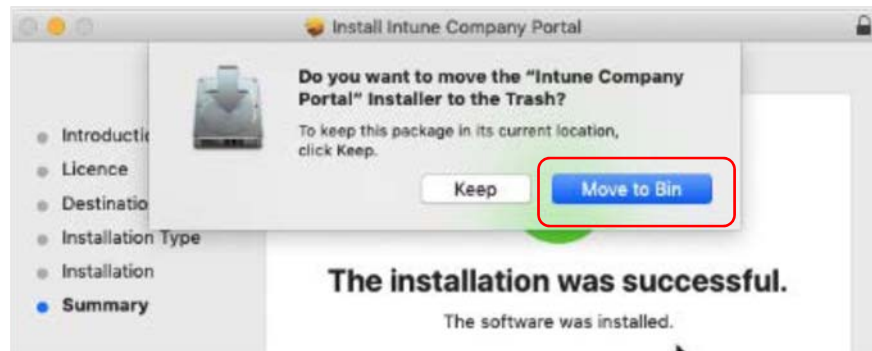 Install Intune Company Portal
Do you want to move the “Intune Company
Portal” Installer to the Trash?
To keep this package in its current location,
click Keep.
Keep
Move to Bin
Introductic
Licence
Destinatio
Installation Type
Installation
Summary
The installation was successful.
The software was installed.